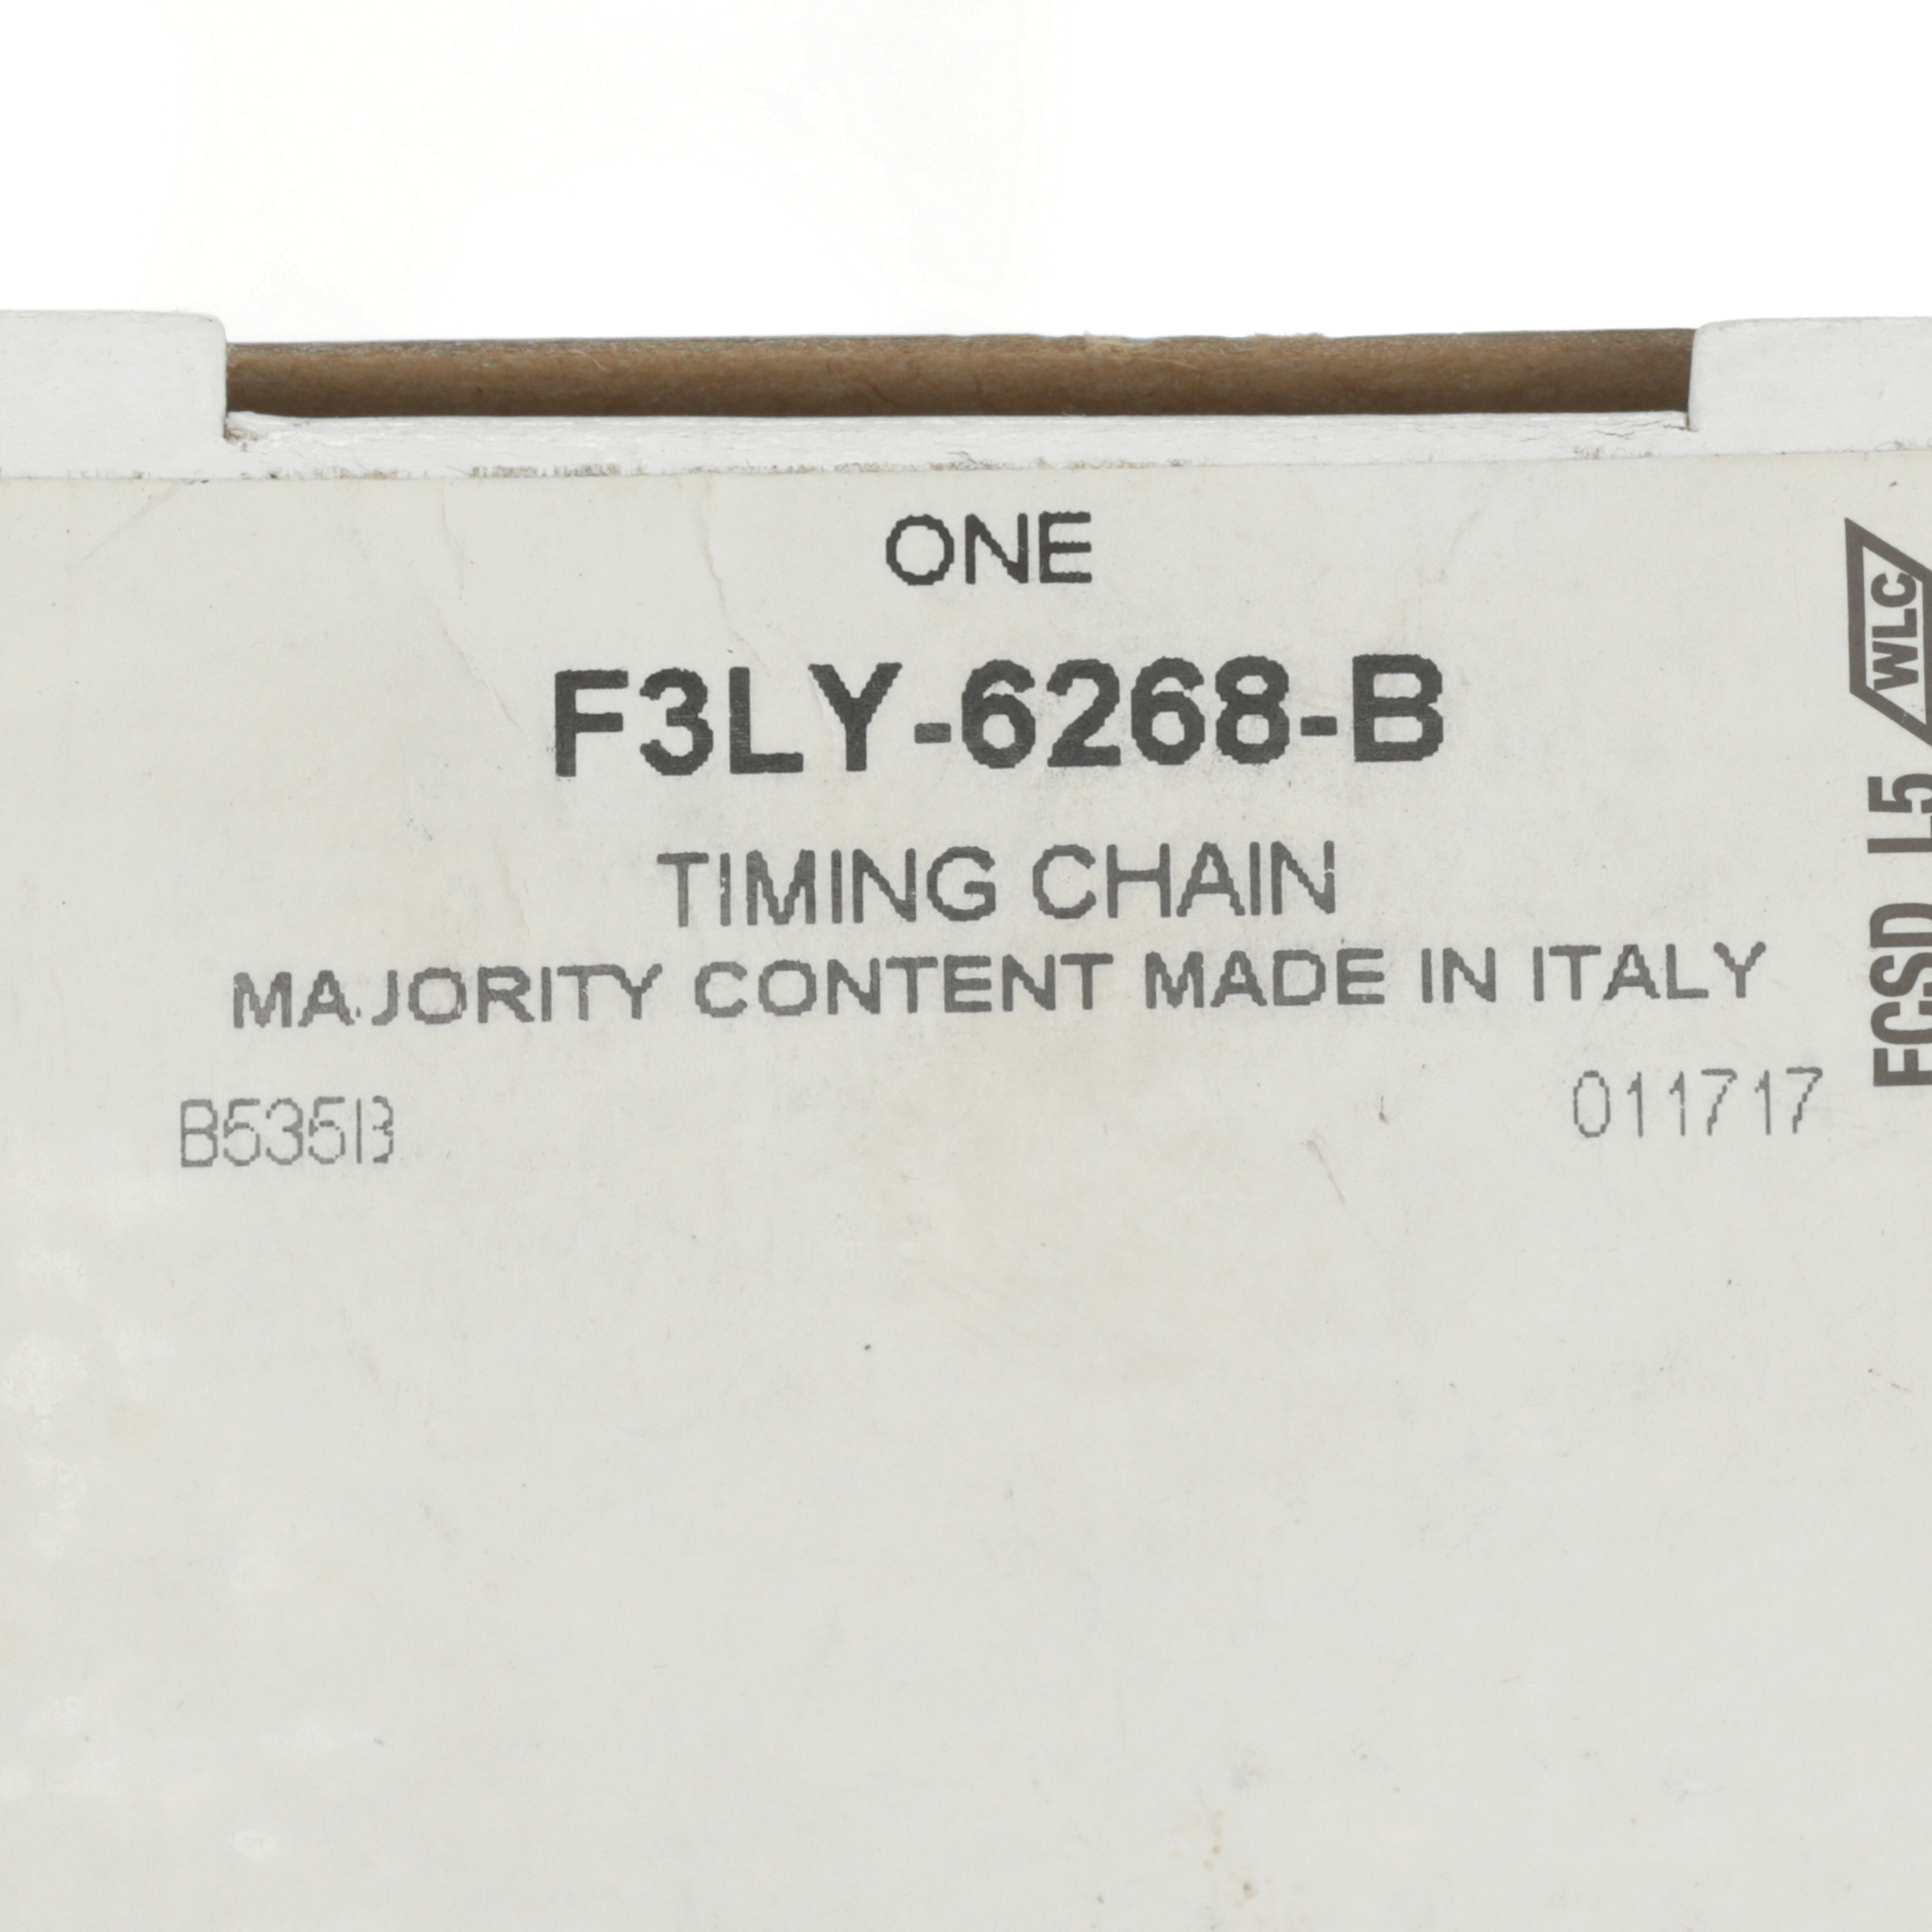 ONE
F3LY-6268-B
TIMING CHAIN
MAJORITY CONTENT MADE IN ITALY
B535B
011717
WLC
FCSD L5